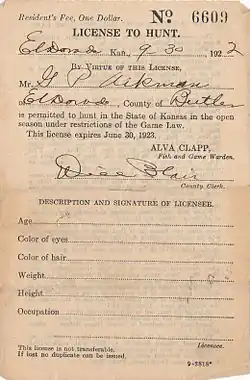 Resident's Fee, One Dollar. No 6609
LICENSE TO HUNT.
ElDorado Kan., 9 30 1922
BY VIRTUE OF THIS LICENSE,
Mr. G P Aikman
of ElDorado, County of Butler
is permitted to hunt in the State of Kansas in the open
season under restrictions of the Game Law.
This license expires June 30, 1923.
ALVA CLAPP,
Fish and Game Warden.
Dice Blair
County Clerk.
DESCRIPTION AND SIGNATURE OF LICENSEE.
Age
Color of eyes
Color of hair
Weight
Height
Occupation
Licensee.
This license is not transferable.
If lost no duplicate can be issued.
9-3818*